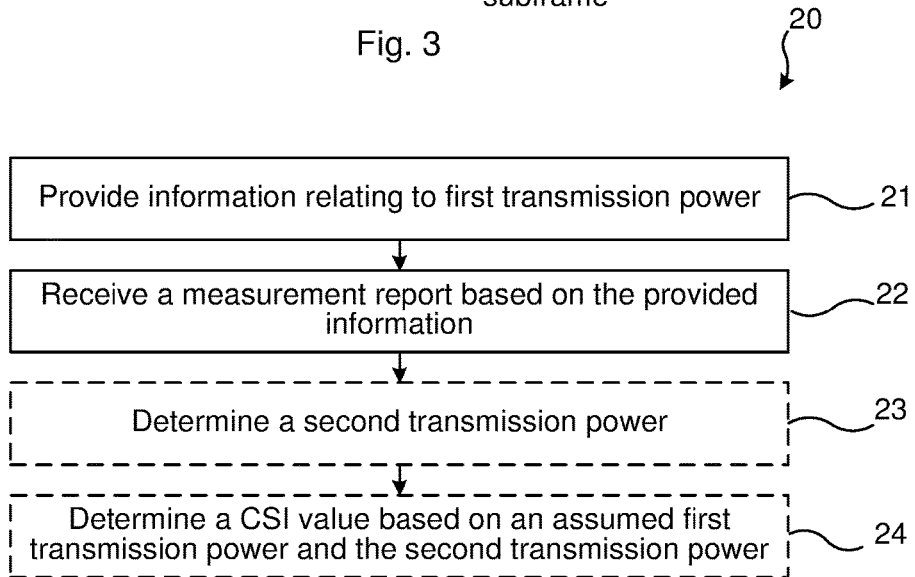 subframe
Fig. 3
20
Provide information relating to first transmission power
21
Receive a measurement report based on the provided
information
22
Determine a second transmission power
23
Determine a CSI value based on an assumed first
transmission power and the second transmission power
24